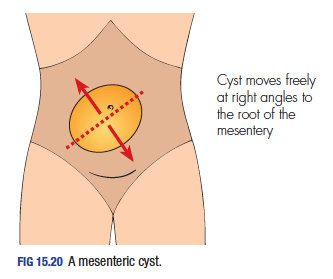 Cyst moves freely
at right angles to
the root of the
mesentery
FIG 15.20 A mesenteric cyst.